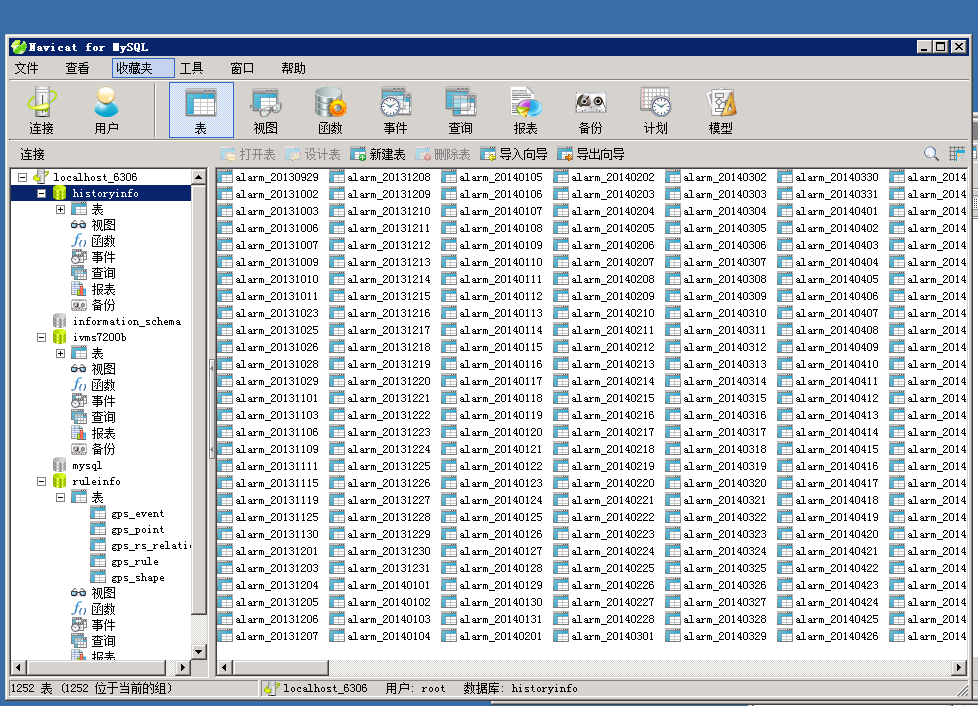 Navicat for MySQL
文件 查看 收藏夹 工具 窗口 帮助
连接 用户 表 视图 函数 事件 查询 报表 备份 计划 模型
连接 打开表 设计表 新建表 删除表 导入向导 导出向导
localhost_6306
historyinfo
表
视图
函数
事件
查询
报表
备份
information_schema
ivms7200b
表
视图
函数
事件
查询
报表
备份
mysql
ruleinfo
表
gps_event
gps_point
gps_rs_relati
gps_rule
gps_shape
视图
函数
事件
查询
报表
alarm_20130929 alarm_20131208 alarm_20140105 alarm_20140202 alarm_20140302 alarm_20140330 alarm_2014
alarm_20131002 alarm_20131209 alarm_20140106 alarm_20140203 alarm_20140303 alarm_20140331 alarm_2014
alarm_20131003 alarm_20131210 alarm_20140107 alarm_20140204 alarm_20140304 alarm_20140401 alarm_2014
alarm_20131006 alarm_20131211 alarm_20140108 alarm_20140205 alarm_20140305 alarm_20140402 alarm_2014
alarm_20131007 alarm_20131212 alarm_20140109 alarm_20140206 alarm_20140306 alarm_20140403 alarm_2014
alarm_20131009 alarm_20131213 alarm_20140110 alarm_20140207 alarm_20140307 alarm_20140404 alarm_2014
alarm_20131010 alarm_20131214 alarm_20140111 alarm_20140208 alarm_20140308 alarm_20140405 alarm_2014
alarm_20131011 alarm_20131215 alarm_20140112 alarm_20140209 alarm_20140309 alarm_20140406 alarm_2014
alarm_20131023 alarm_20131216 alarm_20140113 alarm_20140210 alarm_20140310 alarm_20140407 alarm_2014
alarm_20131025 alarm_20131217 alarm_20140114 alarm_20140211 alarm_20140311 alarm_20140408 alarm_2014
alarm_20131026 alarm_20131218 alarm_20140115 alarm_20140212 alarm_20140312 alarm_20140409 alarm_2014
alarm_20131028 alarm_20131219 alarm_20140116 alarm_20140213 alarm_20140313 alarm_20140410 alarm_2014
alarm_20131029 alarm_20131220 alarm_20140117 alarm_20140214 alarm_20140314 alarm_20140411 alarm_2014
alarm_20131101 alarm_20131221 alarm_20140118 alarm_20140215 alarm_20140315 alarm_20140412 alarm_2014
alarm_20131103 alarm_20131222 alarm_20140119 alarm_20140216 alarm_20140316 alarm_20140413 alarm_2014
alarm_20131106 alarm_20131223 alarm_20140120 alarm_20140217 alarm_20140317 alarm_20140414 alarm_2014
alarm_20131109 alarm_20131224 alarm_20140121 alarm_20140218 alarm_20140318 alarm_20140415 alarm_2014
alarm_20131111 alarm_20131225 alarm_20140122 alarm_20140219 alarm_20140319 alarm_20140416 alarm_2014
alarm_20131115 alarm_20131226 alarm_20140123 alarm_20140220 alarm_20140320 alarm_20140417 alarm_2014
alarm_20131119 alarm_20131227 alarm_20140124 alarm_20140221 alarm_20140321 alarm_20140418 alarm_2014
alarm_20131125 alarm_20131228 alarm_20140125 alarm_20140222 alarm_20140322 alarm_20140419 alarm_2014
alarm_20131130 alarm_20131229 alarm_20140126 alarm_20140223 alarm_20140323 alarm_20140420 alarm_2014
alarm_20131201 alarm_20131230 alarm_20140127 alarm_20140224 alarm_20140324 alarm_20140421 alarm_2014
alarm_20131203 alarm_20131231 alarm_20140128 alarm_20140225 alarm_20140325 alarm_20140422 alarm_2014
alarm_20131204 alarm_20140101 alarm_20140129 alarm_20140226 alarm_20140326 alarm_20140423 alarm_2014
alarm_20131205 alarm_20140102 alarm_20140130 alarm_20140227 alarm_20140327 alarm_20140424 alarm_2014
alarm_20131206 alarm_20140103 alarm_20140131 alarm_20140228 alarm_20140328 alarm_20140425 alarm_2014
alarm_20131207 alarm_20140104 alarm_20140201 alarm_20140301 alarm_20140329 alarm_20140426 alarm_2014
1252 表 (1252 位于当前的组) localhost_6306 用户: root 数据库: historyinfo